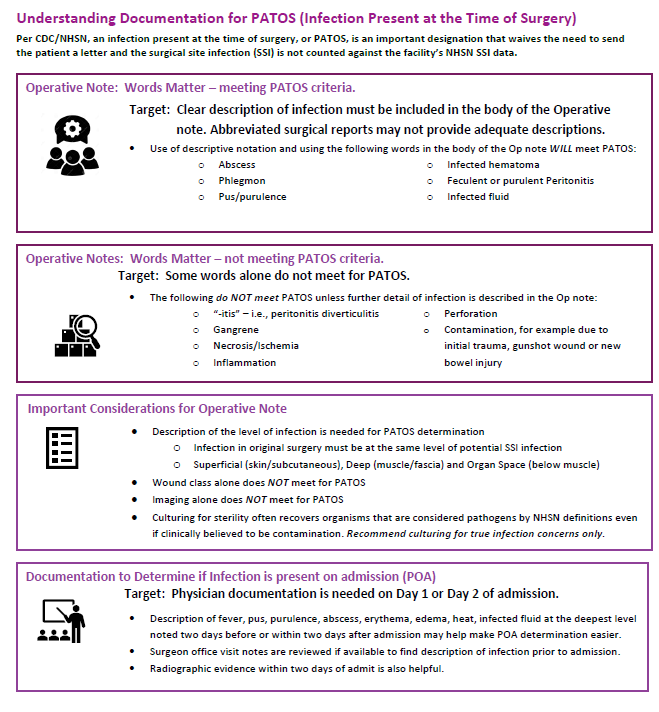 Understanding Documentation for PATOS (Infection Present at the Time of Surgery)
Per CDC/NHSN, an infection present at the time of surgery, or PATOS, is an important designation that waives the need to send
the patient a letter and the surgical site infection (SSI) is not counted against the facility's NHSN SSI data.
Operative Note:  Words Matter – meeting PATOS criteria.
Target:  Clear description of infection must be included in the body of the Operative
note. Abbreviated surgical reports may not provide adequate descriptions.
• Use of descriptive notation and using the following words in the body of the Op note WILL meet PATOS:
o Abscess
o Phlegmon
o Pus/purulence
o Infected hematoma
o Feculent or purulent Peritonitis
o Infected fluid
Operative Notes:  Words Matter – not meeting PATOS criteria.
Target:  Some words alone do not meet for PATOS.
• The following do NOT meet PATOS unless further detail of infection is described in the Op note:
o "-itis" – i.e., peritonitis diverticulitis
o Gangrene
o Necrosis/Ischemia
o Inflammation
o Perforation
o Contamination, for example due to
initial trauma, gunshot wound or new
bowel injury
Important Considerations for Operative Note
• Description of the level of infection is needed for PATOS determination
o Infection in original surgery must be at the same level of potential SSI infection
o Superficial (skin/subcutaneous), Deep (muscle/fascia) and Organ Space (below muscle)
• Wound class alone does NOT meet for PATOS
• Imaging alone does NOT meet for PATOS
• Culturing for sterility often recovers organisms that are considered pathogens by NHSN definitions even
if clinically believed to be contamination. Recommend culturing for true infection concerns only.
Documentation to Determine if Infection is present on admission (POA)
Target:  Physician documentation is needed on Day 1 or Day 2 of admission.
• Description of fever, pus, purulence, abscess, erythema, edema, heat, infected fluid at the deepest level
noted two days before or within two days after admission may help make POA determination easier.
• Surgeon office visit notes are reviewed if available to find description of infection prior to admission.
• Radiographic evidence within two days of admit is also helpful.